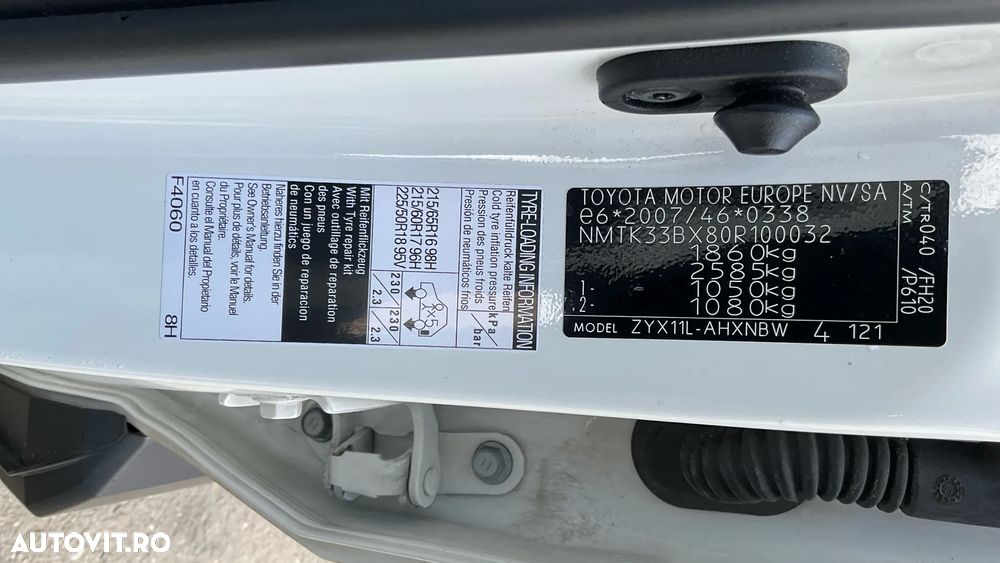 TYRE LOADING INFORMATION
Reifenfülldruck kalte Reifen
Cold tyre inflation pressure
Pression des pneus froids
Presión en neumáticos fríos
kPa/bar
215/65R16 98H
215/60R17 96H
225/50R18 95V
1x5
230/2.3
230/2.3
Mit Reifenflickzeug
With Tyre repair kit
Avec outillage de reparation
des pneus
Con un juego de reparacion
de neumáticos
Näheres hierzu finden Sie in der
Betriebsanleitung.
See Owner's Manual for details.
Pour plus de détails, voir le Manuel
du Propriétaire.
Consulte el Manual del Propietario
en cuanto a los detalles.
F4060 8H
TOYOTA MOTOR EUROPE NV/SA
e6*2007/46*0338
NMTK33BX80R100032
1860kg
2585kg
1- 1050kg
2- 1080kg
MODEL ZYX11L-AHXNBW 4 121
C/TR040 /FH20
A/TM /P610
AUTOVIT.RO